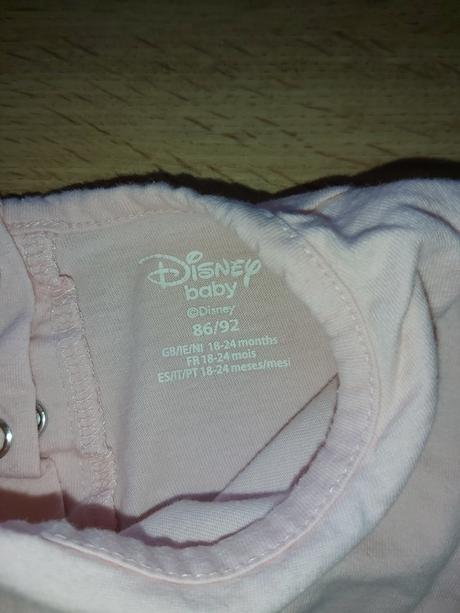 Disney
baby
©Disney
86/92
GB/IE/NI 18-24 months
FR 18-24 mois
ES/IT/PT 18-24 meses/mesi